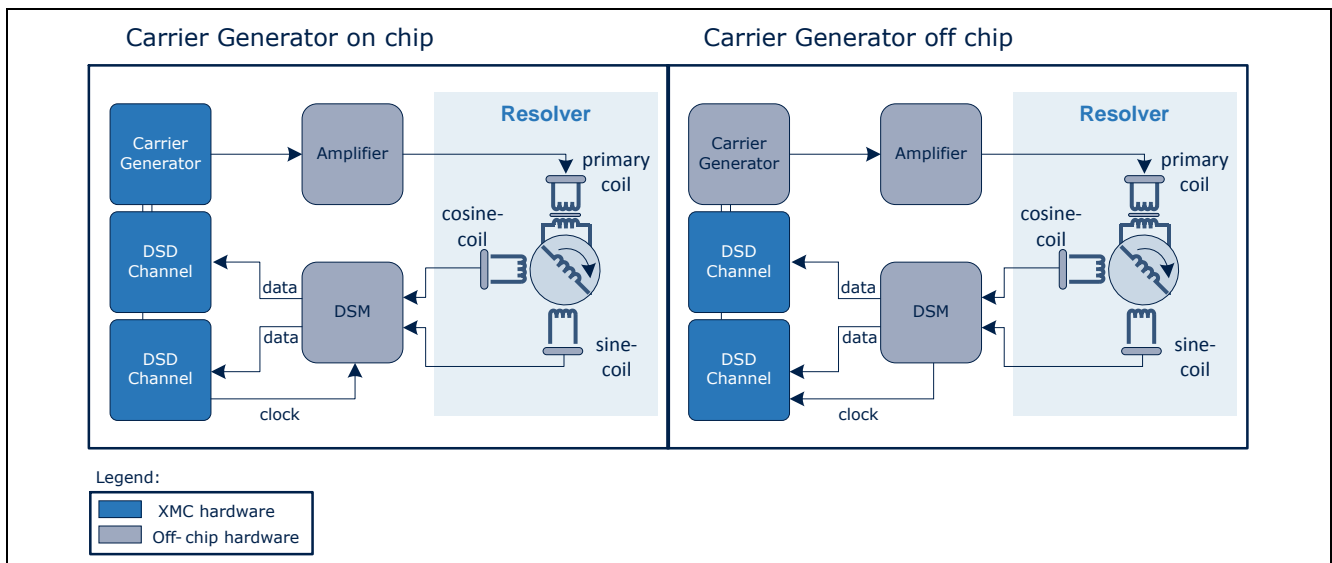 Carrier Generator on chip
Carrier Generator off chip
Carrier
Generator
Amplifier
Resolver
primary
coil
cosine-
coil
DSD
Channel
data
DSM
data
DSD
Channel
sine-
coil
clock
Carrier
Generator
Amplifier
Resolver
primary
coil
cosine-
coil
DSD
Channel
data
DSM
data
DSD
Channel
sine-
coil
clock
Legend:
XMC hardware
Off-chip hardware